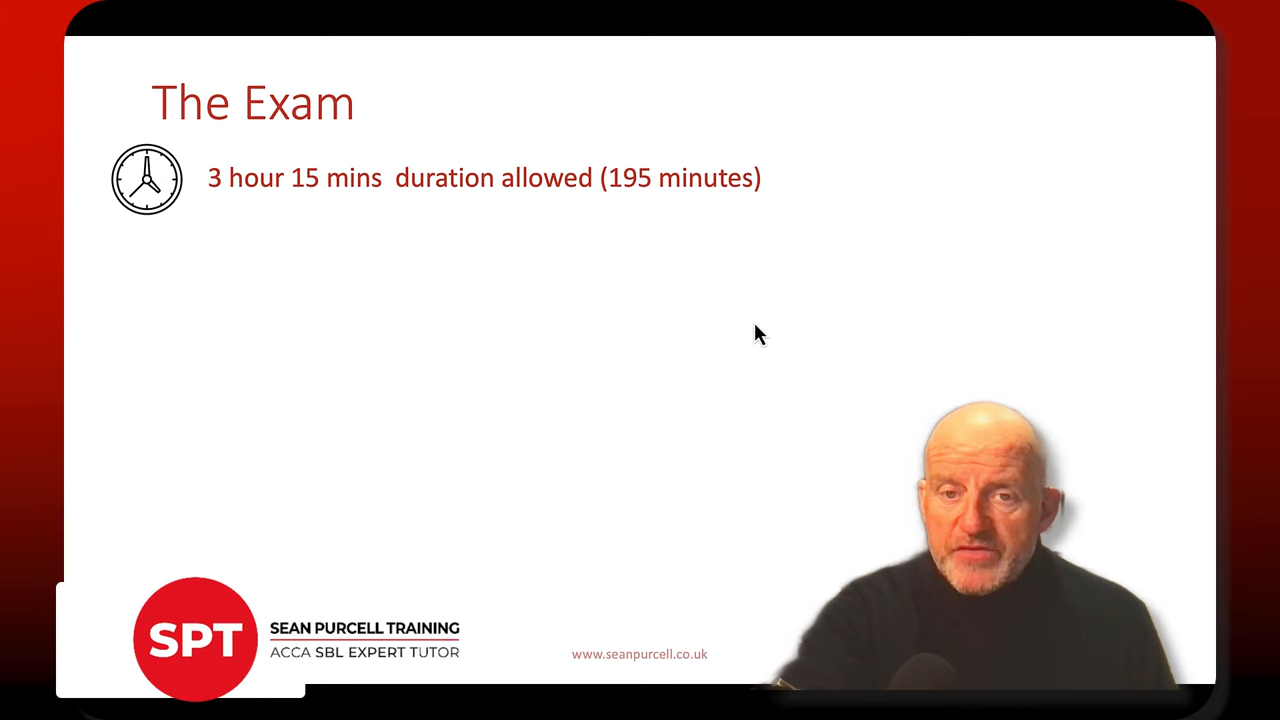 The Exam
3 hour 15 mins  duration allowed (195 minutes)
SPT
SEAN PURCELL TRAINING
ACCA SBL EXPERT TUTOR
www.seanpurcell.co.uk